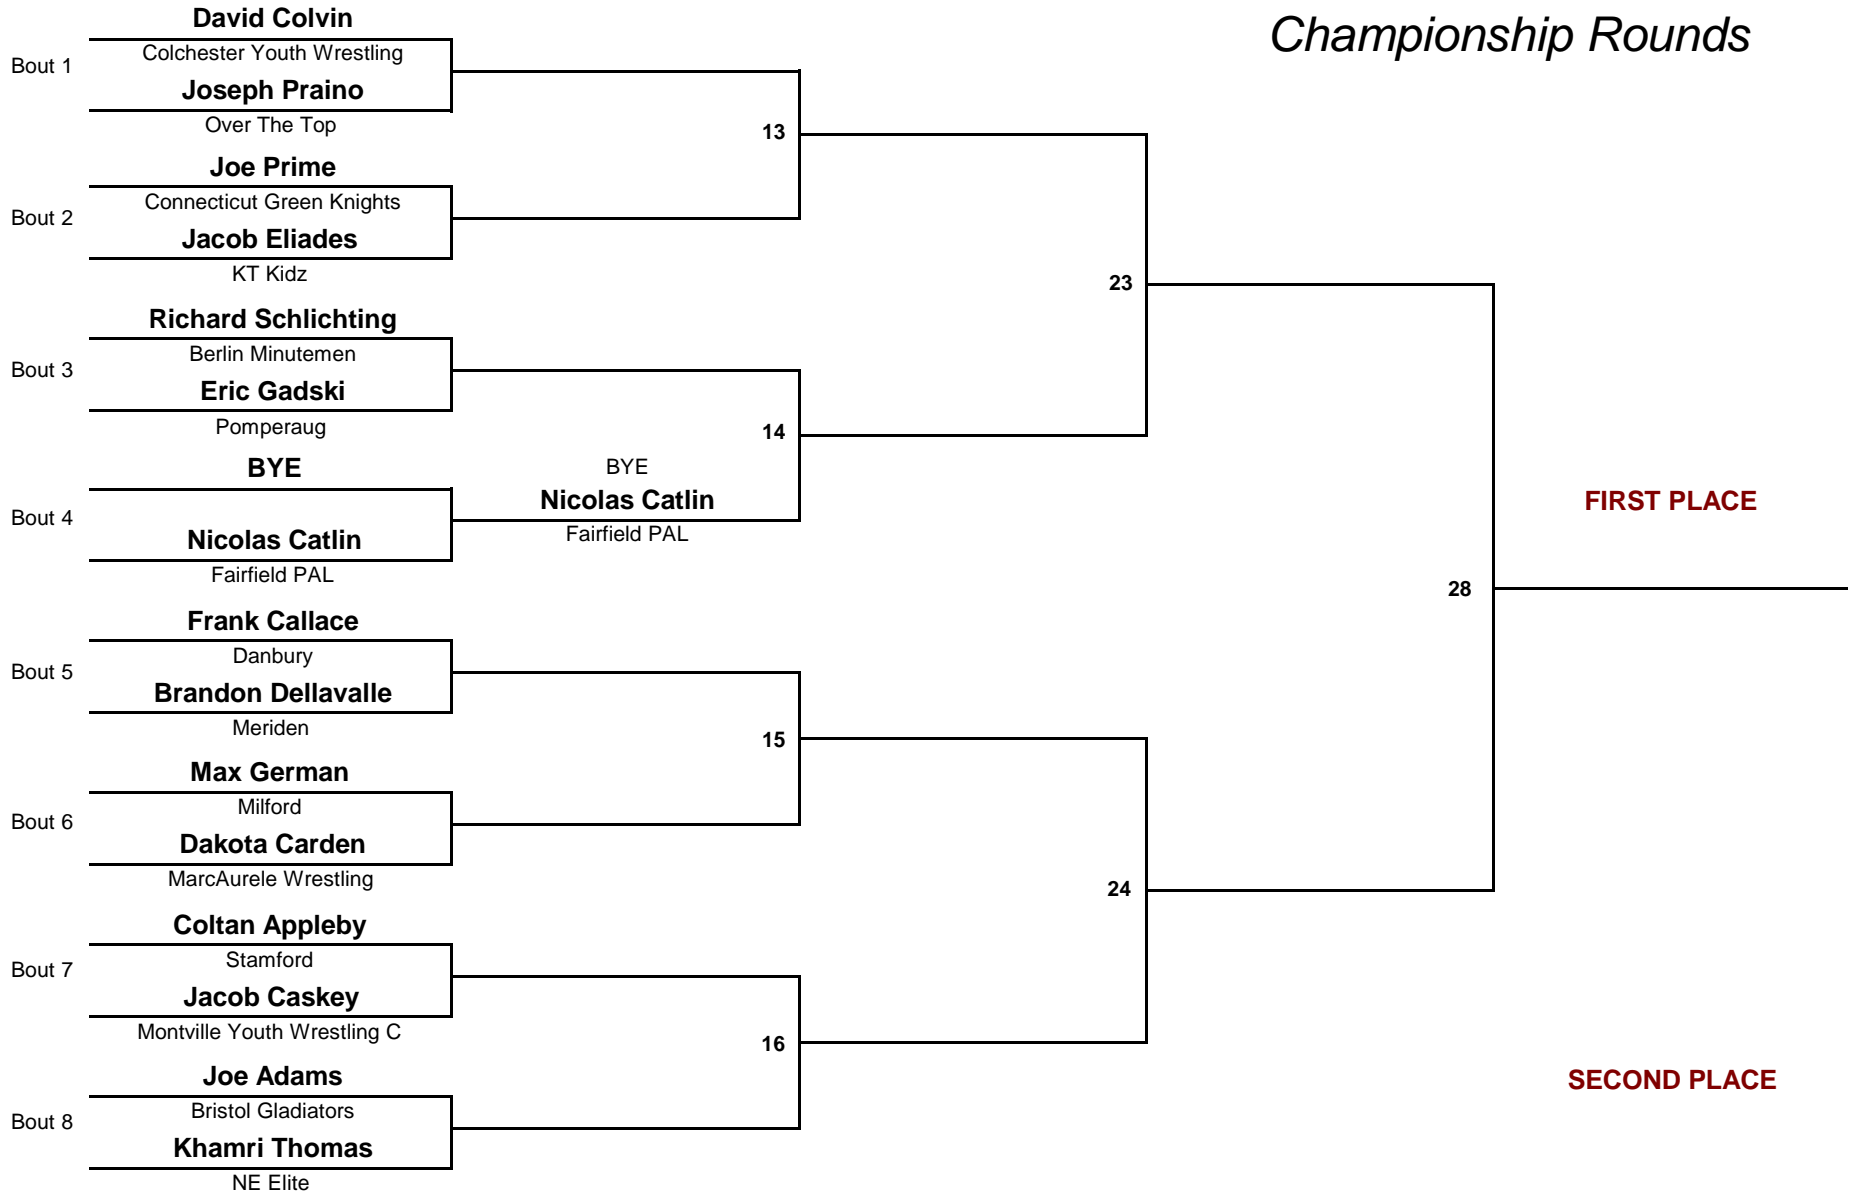 Championship Rounds
David Colvin
Bout 1
Colchester Youth Wrestling
Joseph Praino
Over The Top
13
Joe Prime
Bout 2
Connecticut Green Knights
Jacob Eliades
KT Kidz
23
Richard Schlichting
Bout 3
Berlin Minutemen
Eric Gadski
Pomperaug
14
BYE
Bout 4
Nicolas Catlin
Fairfield PAL
BYE
Nicolas Catlin
Fairfield PAL
FIRST PLACE
28
Frank Callace
Bout 5
Danbury
Brandon Dellavalle
Meriden
15
Max German
Bout 6
Milford
Dakota Carden
MarcAurele Wrestling
24
Coltan Appleby
Bout 7
Stamford
Jacob Caskey
Montville Youth Wrestling C
16
Joe Adams
Bout 8
Bristol Gladiators
Khamri Thomas
NE Elite
SECOND PLACE